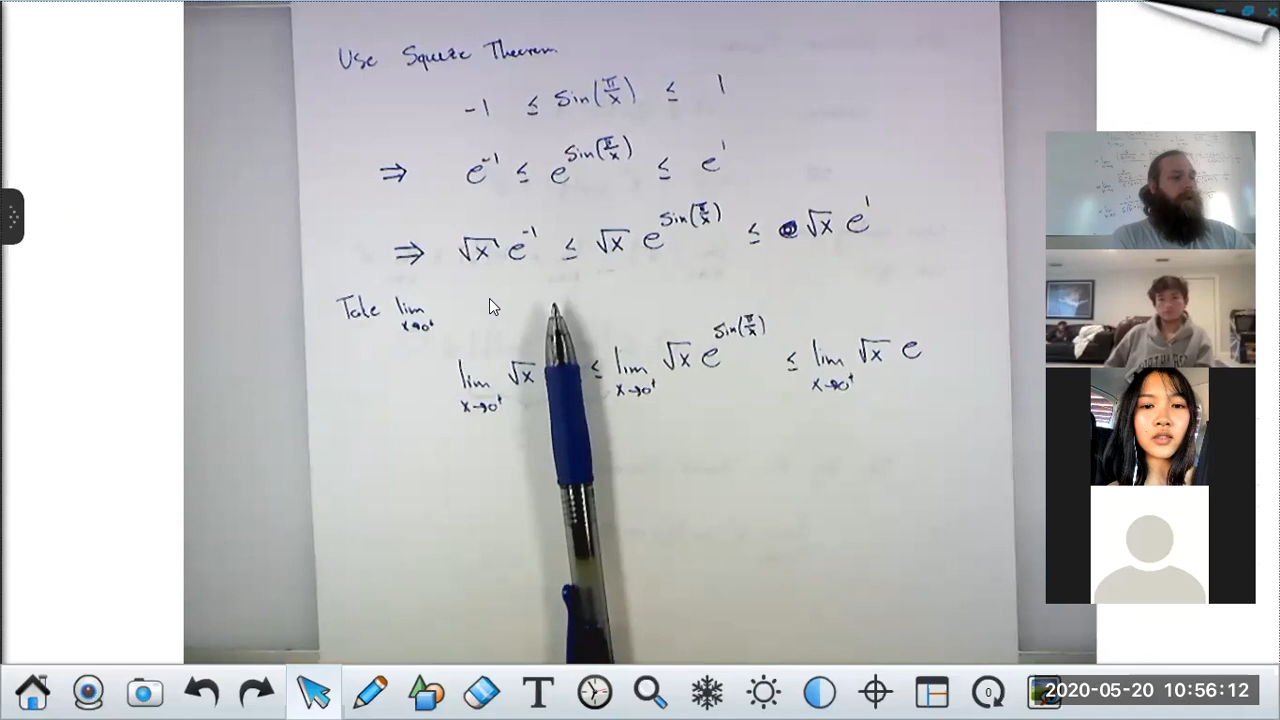 Use Squeeze Theorem
-1 ≤ sin(π/x) ≤ 1
⇒ e^-1 ≤ e^sin(π/x) ≤ e^1
⇒ √x e^-1 ≤ √x e^sin(π/x) ≤ √x e^1
Take lim x→0⁺
lim x→0⁺ √x ≤ lim x→0⁺ √x e^sin(π/x) ≤ lim x→0⁺ √x e
T
0
2020-05-20 10:56:12